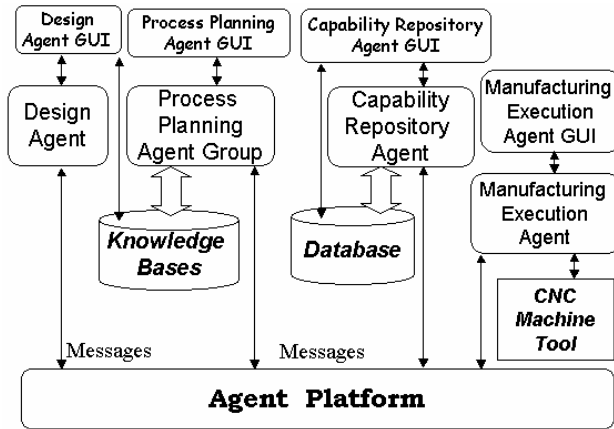 Design
Agent GUI
Process Planning
Agent GUI
Capability Repository
Agent GUI
Design
Agent
Process
Planning
Agent Group
Capability
Repository
Agent
Manufacturing
Execution
Agent GUI
Manufacturing
Execution
Agent
Knowledge
Bases
Database
CNC
Machine
Tool
Messages
Messages
Agent Platform